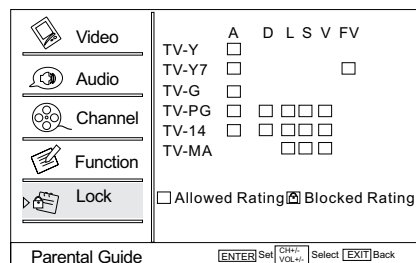 Video
Audio
Channel
Function
Lock
A D L S V FV
TV-Y
TV-Y7
TV-G
TV-PG
TV-14
TV-MA
Allowed Rating Blocked Rating
Parental Guide
ENTER Set CH+/- VOL+/- Select EXIT Back